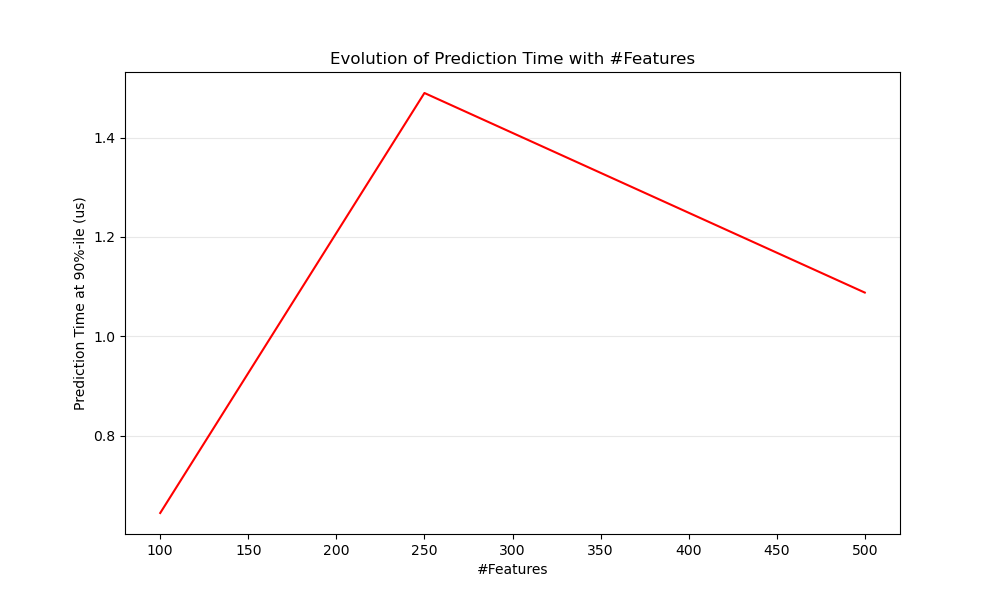 Evolution of Prediction Time with #Features
Prediction Time at 90%-ile (us)
1.4
1.2
1.0
0.8
100 150 200 250 300 350 400 450 500
#Features